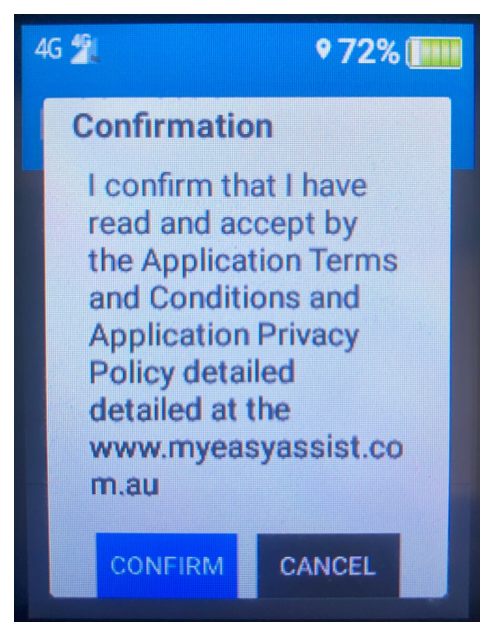 4G 4G 72%
Confirmation
I confirm that I have
read and accept by
the Application Terms
and Conditions and
Application Privacy
Policy detailed
detailed at the
www.myeasyassist.co
m.au
CONFIRM CANCEL